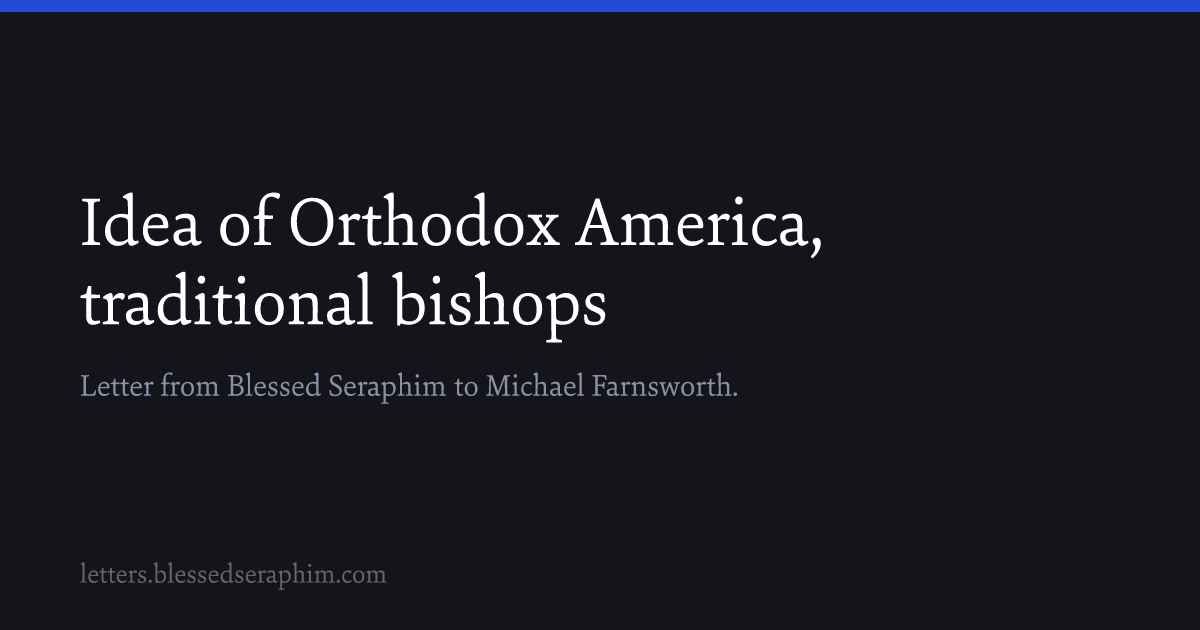 Idea of Orthodox America,
traditional bishops
Letter from Blessed Seraphim to Michael Farnsworth.
letters.blessedseraphim.com